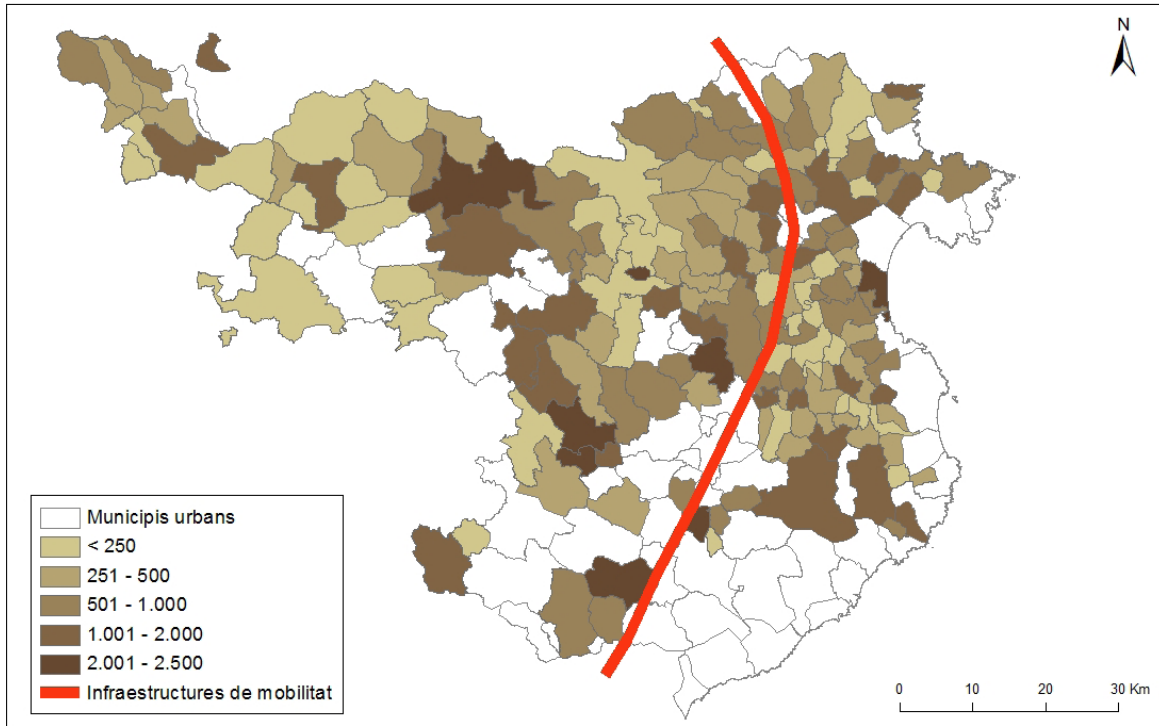 N
Municipis urbans
< 250
251 - 500
501 - 1.000
1.001 - 2.000
2.001 - 2.500
Infraestructures de mobilitat
0 10 20 30 Km